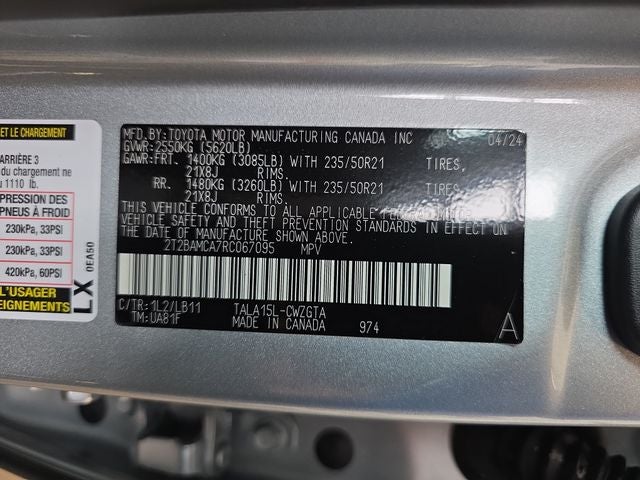 ET LE CHARGEMENT
ARRIÈRE 3
du chargement ne
1110 lb.
PRESSION DES
PNEUS À FROID
230kPa, 33PSI
230kPa, 33PSI
420kPa, 60PSI
L'USAGER
LX 0EA50
MFD.BY:TOYOTA MOTOR MANUFACTURING CANADA INC 04/24
GVWR:2550KG (5620LB)
GAWR:FRT. 1400KG (3085LB) WITH 235/50R21 TIRES,
21X8J RIMS.
RR. 1480KG (3260LB) WITH 235/50R21 TIRES,
21X8J RIMS.
THIS VEHICLE CONFORMS TO ALL APPLICABLE FEDERAL MOTOR
VEHICLE SAFETY AND THEFT PREVENTION STANDARDS IN EFFECT ON
THE DATE OF MANUFACTURE SHOWN ABOVE.
2T2BAMCA7RC067095 MPV
C/TR:1L2/LB11 TALA15L-CWZGTA
TM:UA81F MADE IN CANADA 974 A